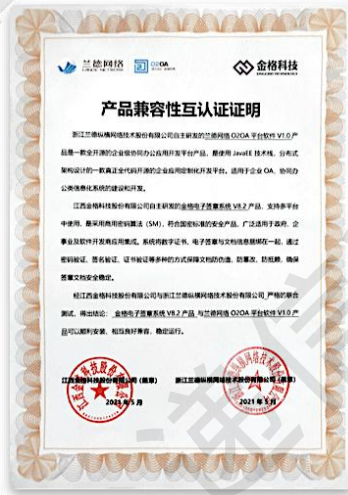 兰德网络
O2OA
金格科技
产品兼容性互认证证明
浙江兰德纵横网络技术股份有限公司自主研发的兰德网络 O2OA 平台软件 V1.0 产
品是一款全开源的企业级协同办公应用开发平台产品，是使用 JavaEE 技术栈，分布式
架构设计的一款真正全代码开源的企业应用定制化开发平台。适用于企业 OA、协同办
公类信息化系统的建设和开发。
江西金格科技股份有限公司自主研发的金格电子签章系统 V8.2 产品，支持多平台
中使用，是采用商用密码算法（SM）、符合国密标准的安全产品，广泛适用于政府、企
事业及软件开发商应用集成。系统将数字证书、电子签章与文档信息捆绑在一起，通过
密码验证、签名验证、证书验证等多种的方式保障文档防伪造、防篡改、防抵赖，确保
签章文档安全稳定。
经江西金格科技股份有限公司与浙江兰德纵横网络技术股份有限公司 严格的联合
测试，得出结论：金格电子签章系统 V8.2 产品 与兰德网络 O2OA 平台软件 V1.0 产
品可以顺利安装、相互良好兼容、稳定运行。
江西金格科技股份有限公司（盖章）
浙江兰德纵横网络技术股份有限公司（盖章）
2021 年 5 月
2021 年 5 月